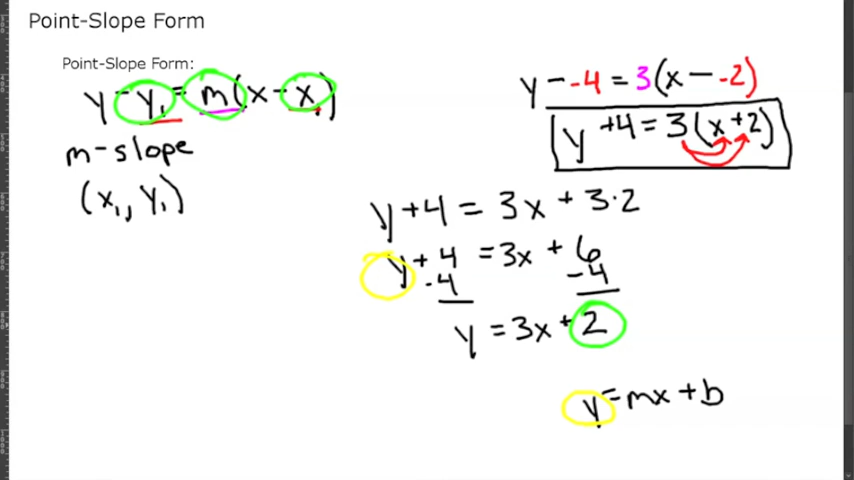 Point-Slope Form
Point-Slope Form:
y - y₁ = m(x - x₁)
m-slope
(x₁, y₁)
y - -4 = 3(x - -2)
y +4 = 3(x+2)
y+4 = 3x + 3·2
y + 4 = 3x + 6
-4 -4
y = 3x + 2
y = mx + b